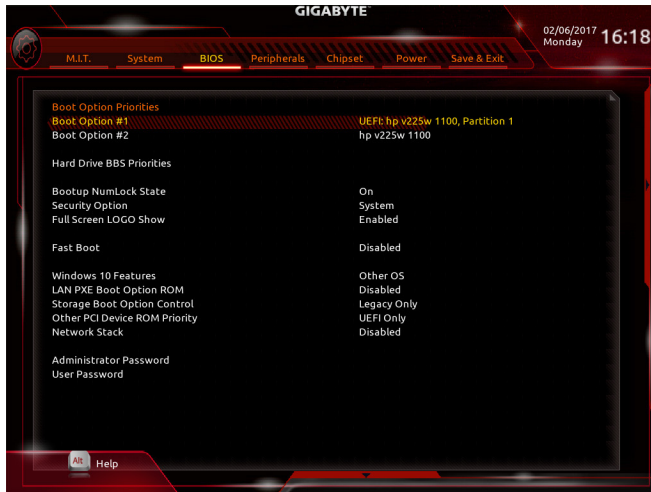 GIGABYTE
02/06/2017 16:18
Monday
M.I.T. System BIOS Peripherals Chipset Power Save & Exit
Boot Option Priorities
Boot Option #1 UEFI: hp v225w 1100, Partition 1
Boot Option #2 hp v225w 1100
Hard Drive BBS Priorities
Bootup NumLock State On
Security Option System
Full Screen LOGO Show Enabled
Fast Boot Disabled
Windows 10 Features Other OS
LAN PXE Boot Option ROM Disabled
Storage Boot Option Control Legacy Only
Other PCI Device ROM Priority UEFI Only
Network Stack Disabled
Administrator Password
User Password
Alt Help